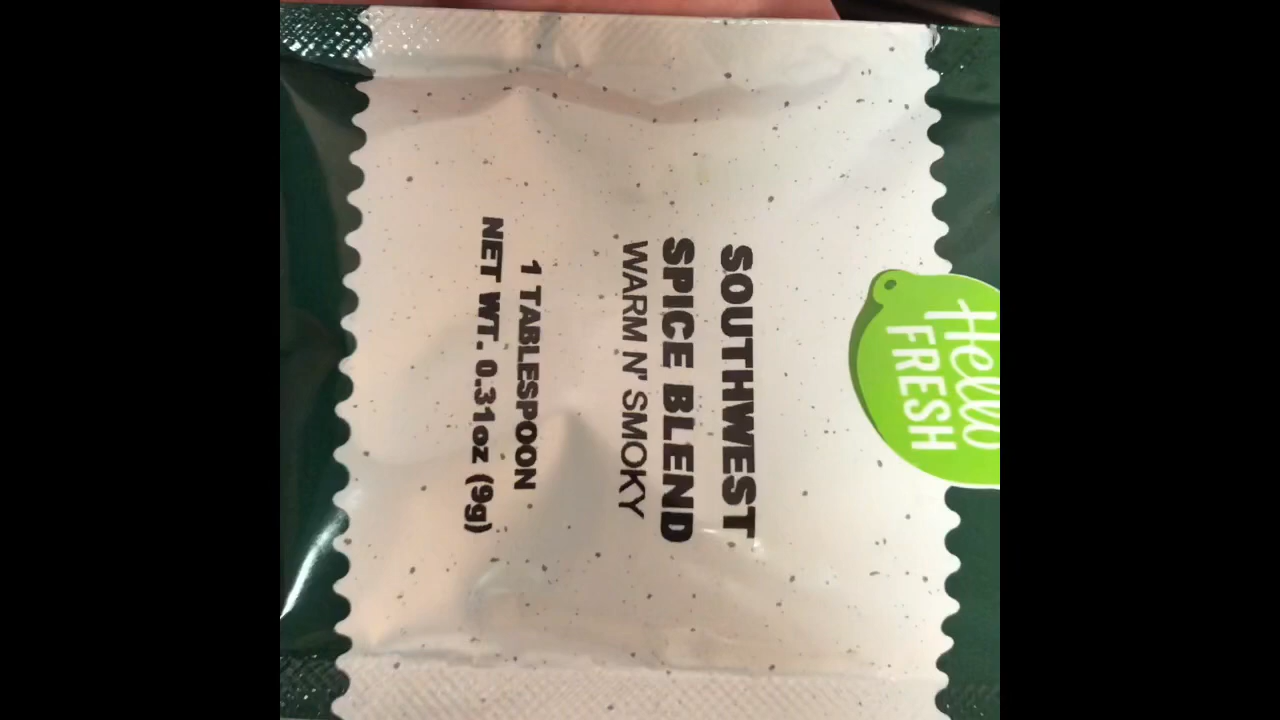 Hello
FRESH
SOUTHWEST
SPICE BLEND
WARM N' SMOKY
1 TABLESPOON
NET WT. 0.31oz (9g)